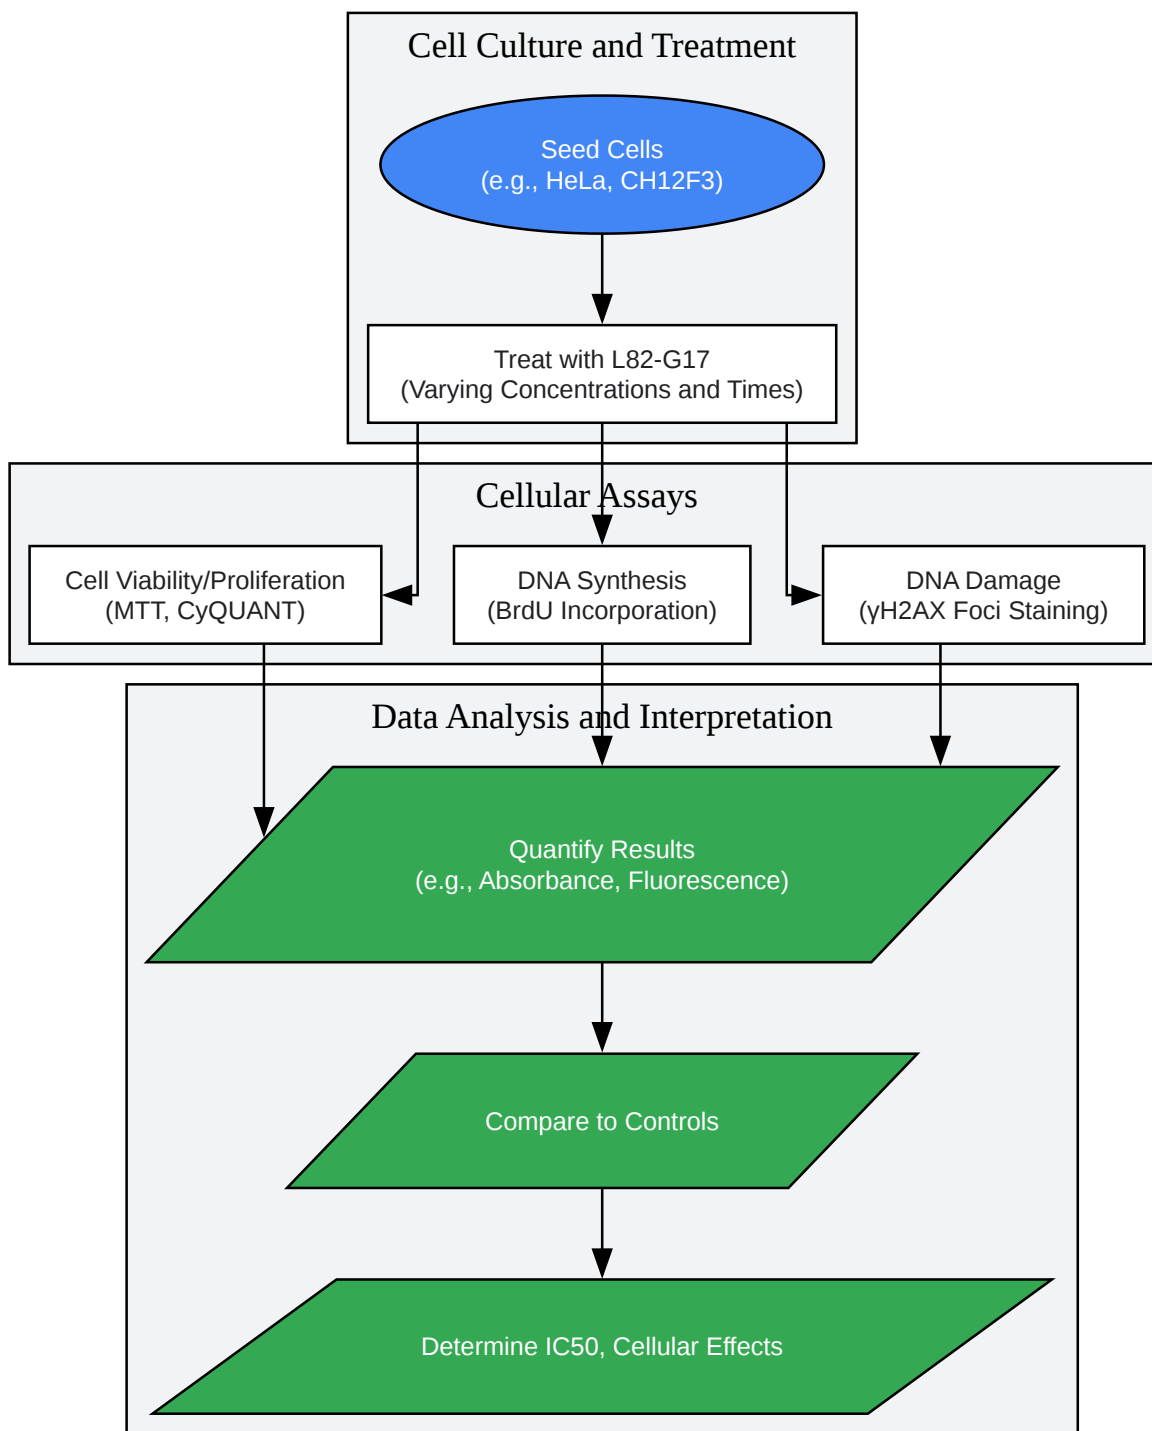 Cell Culture and Treatment
Seed Cells
(e.g., HeLa, CH12F3)
Treat with L82-G17
(Varying Concentrations and Times)
Cellular Assays
Cell Viability/Proliferation
(MTT, CyQUANT)
DNA Synthesis
(BrdU Incorporation)
DNA Damage
(γH2AX Foci Staining)
Data Analysis and Interpretation
Quantify Results
(e.g., Absorbance, Fluorescence)
Compare to Controls
Determine IC50, Cellular Effects